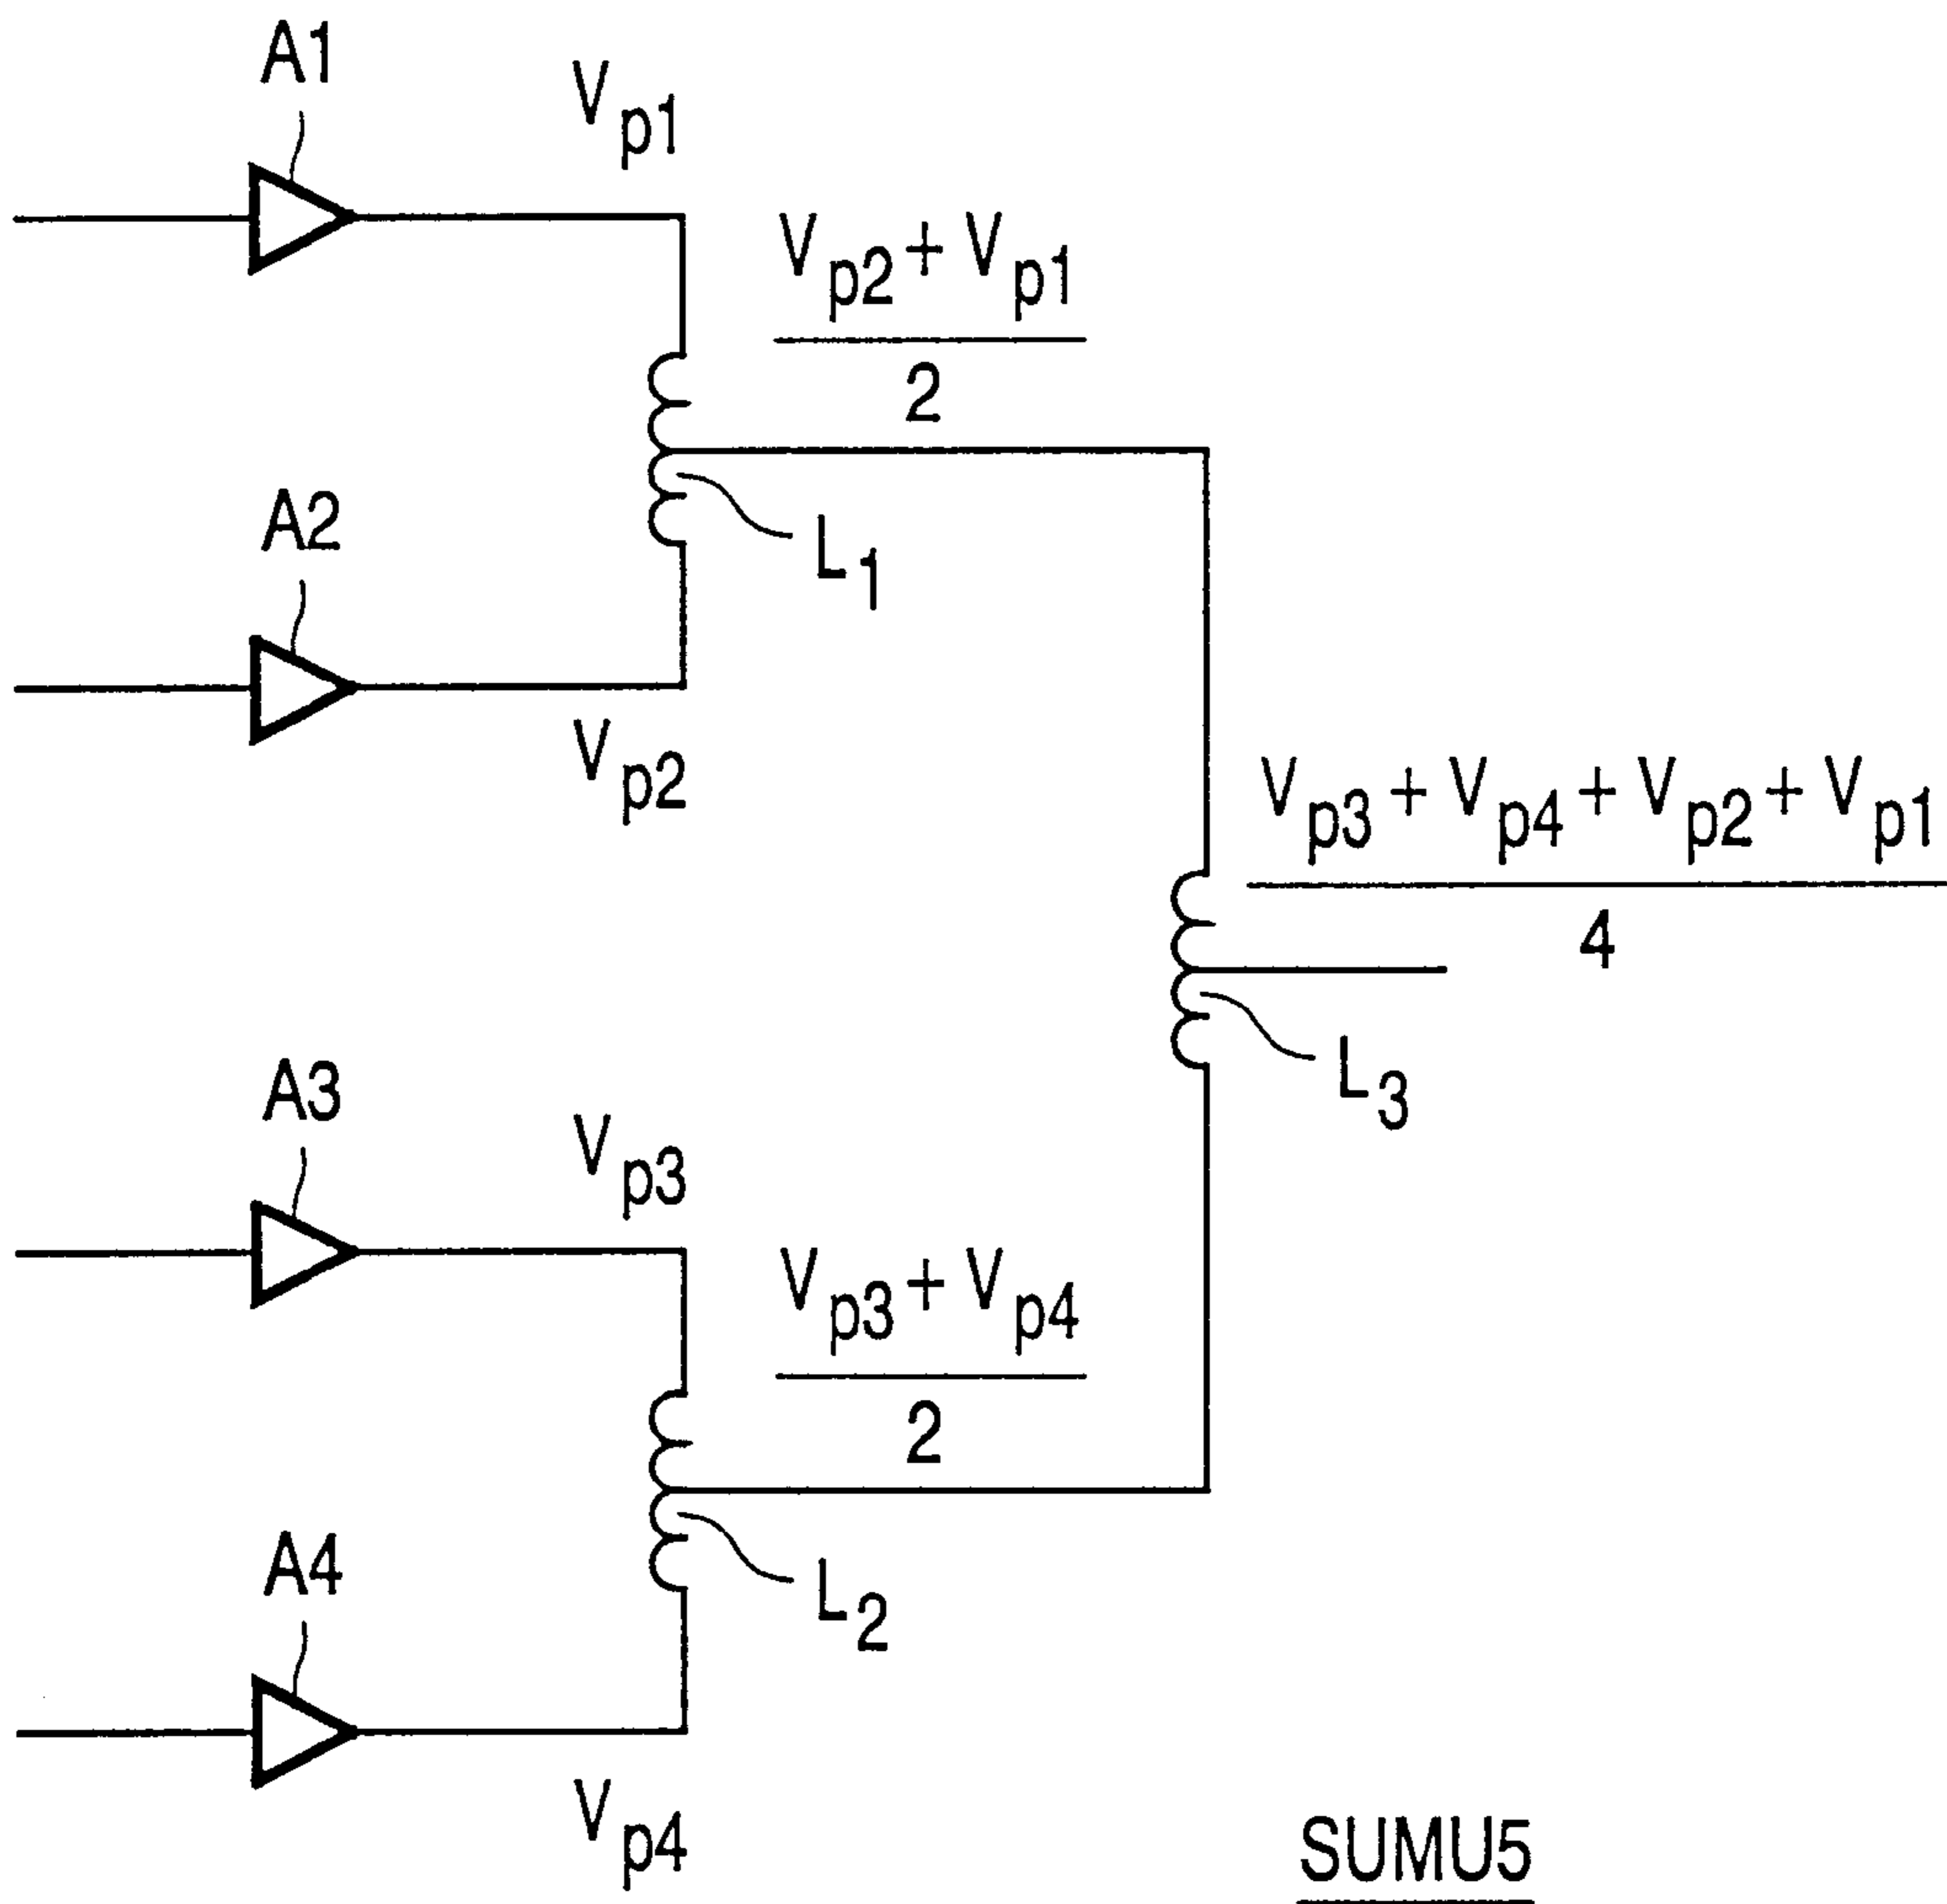 A1
Vp1
Vp2 + Vp1
2
A2
L1
Vp2
Vp3 + Vp4 + Vp2 + Vp1
4
A3
L3
Vp3
Vp3 + Vp4
2
A4
L2
Vp4
SUMU5